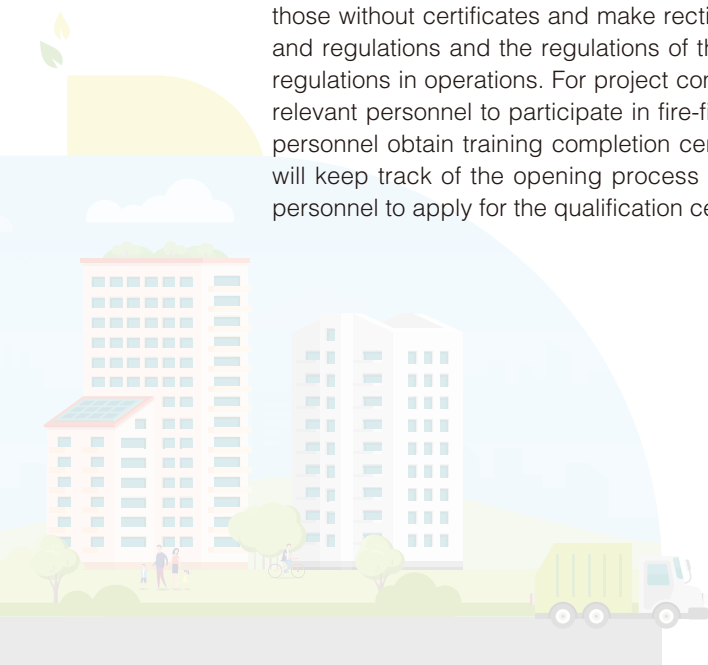 those without certificates and make recti
and regulations and the regulations of th
regulations in operations. For project con
relevant personnel to participate in fire-fi
personnel obtain training completion cer
will keep track of the opening process
personnel to apply for the qualification ce